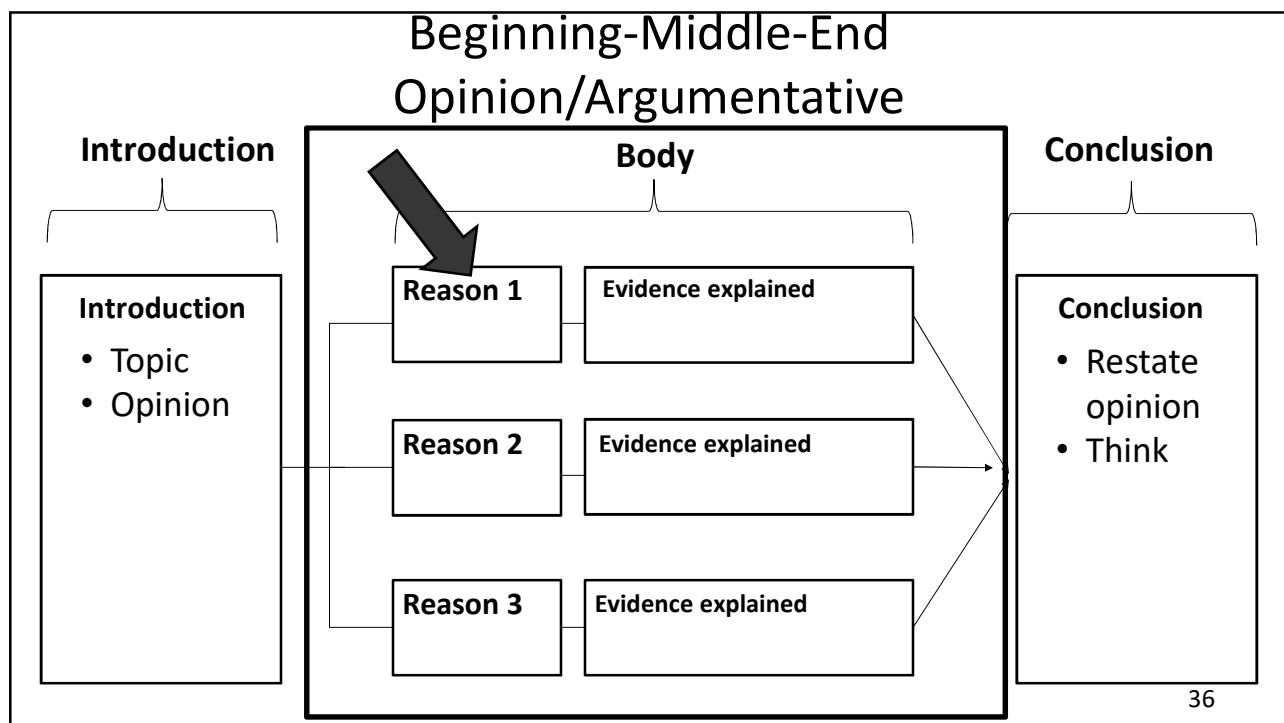 Beginning-Middle-End
Opinion/Argumentative
Introduction
Body
Conclusion
Introduction
• Topic
• Opinion
Reason 1
Evidence explained
Reason 2
Evidence explained
Reason 3
Evidence explained
Conclusion
• Restate
opinion
• Think
36